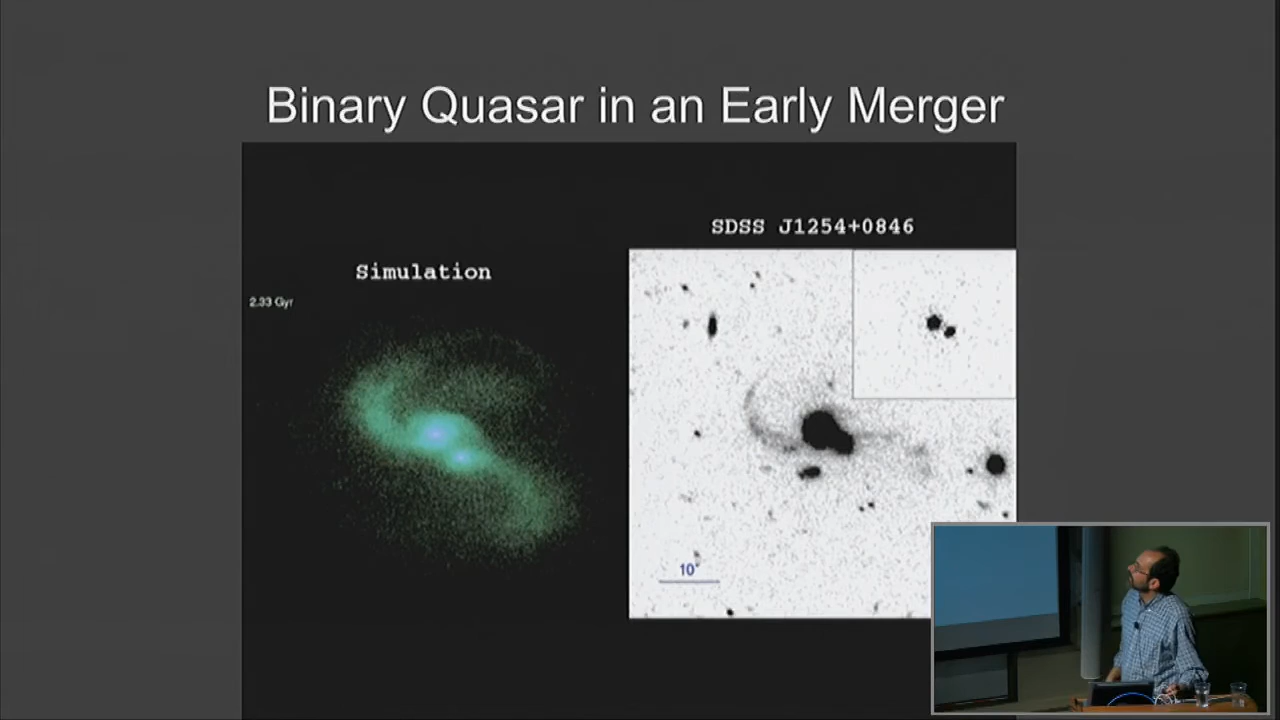 Binary Quasar in an Early Merger
SDSS J1254+0846
Simulation
2.33 Gyr
10"